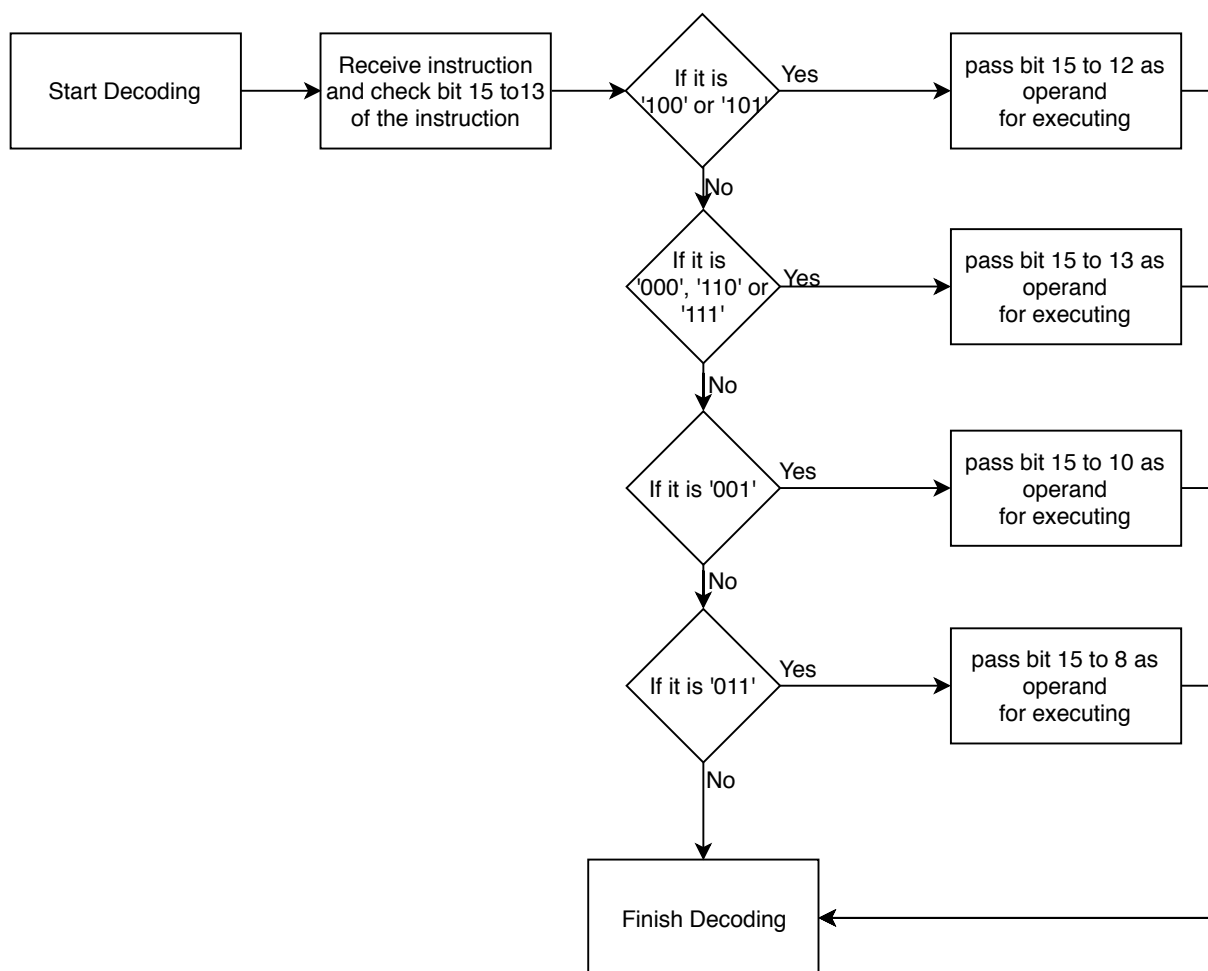 Start Decoding
Receive instruction
and check bit 15 to13
of the instruction
If it is
'100' or '101'
Yes
pass bit 15 to 12 as
operand
for executing
No
If it is
'000', '110' or
'111'
Yes
pass bit 15 to 13 as
operand
for executing
No
If it is '001'
Yes
pass bit 15 to 10 as
operand
for executing
No
If it is '011'
Yes
pass bit 15 to 8 as
operand
for executing
No
Finish Decoding